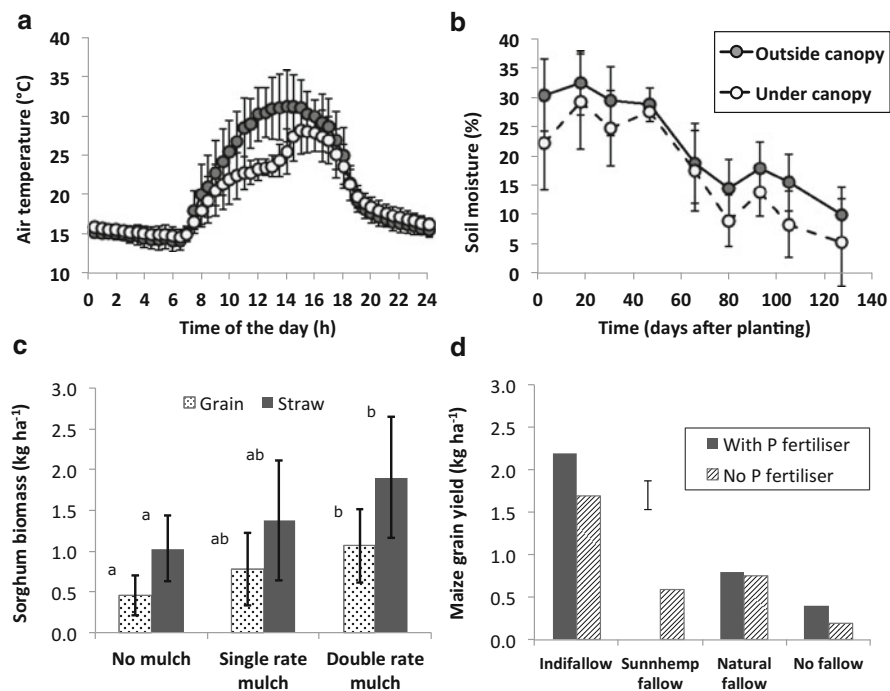 a
40
35
30
25
20
15
10
Air temperature (°C)
0 2 4 6 8 10 12 14 16 18 20 22 24
Time of the day (h)
b
40
35
30
25
20
15
10
5
0
Soil moisture (%)
Outside canopy
Under canopy
0 20 40 60 80 100 120 140
Time (days after planting)
c
3.0
2.5
2.0
1.5
1.0
0.5
0.0
Sorghum biomass (kg ha-1)
Grain Straw
a a ab ab b b
No mulch Single rate Double rate
mulch mulch
d
3.0
2.5
2.0
1.5
1.0
0.5
0.0
Maize grain yield (kg ha-1)
With P fertiliser
No P fertiliser
Indifallow Sunnhemp Natural No fallow
fallow fallow